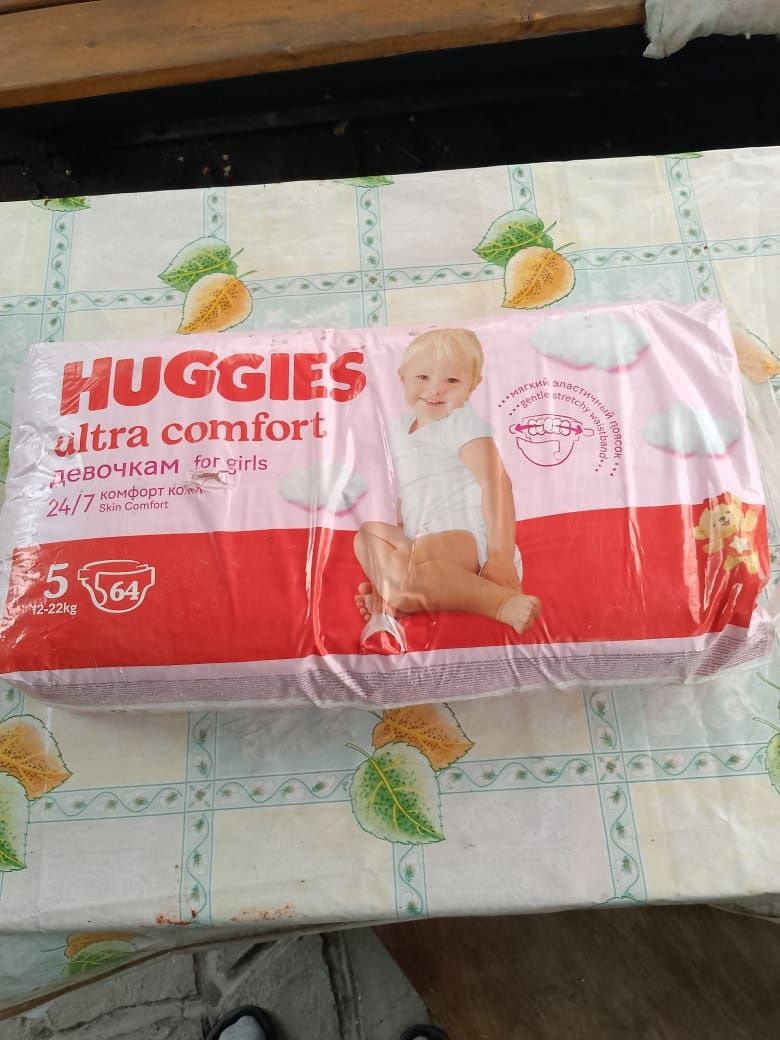 HUGGIES
ultra comfort
девочкам for girls
24/7 комфорт кожи
Skin Comfort
мягкий эластичный поясок
gentle stretchy waistband
5
64
12-22kg